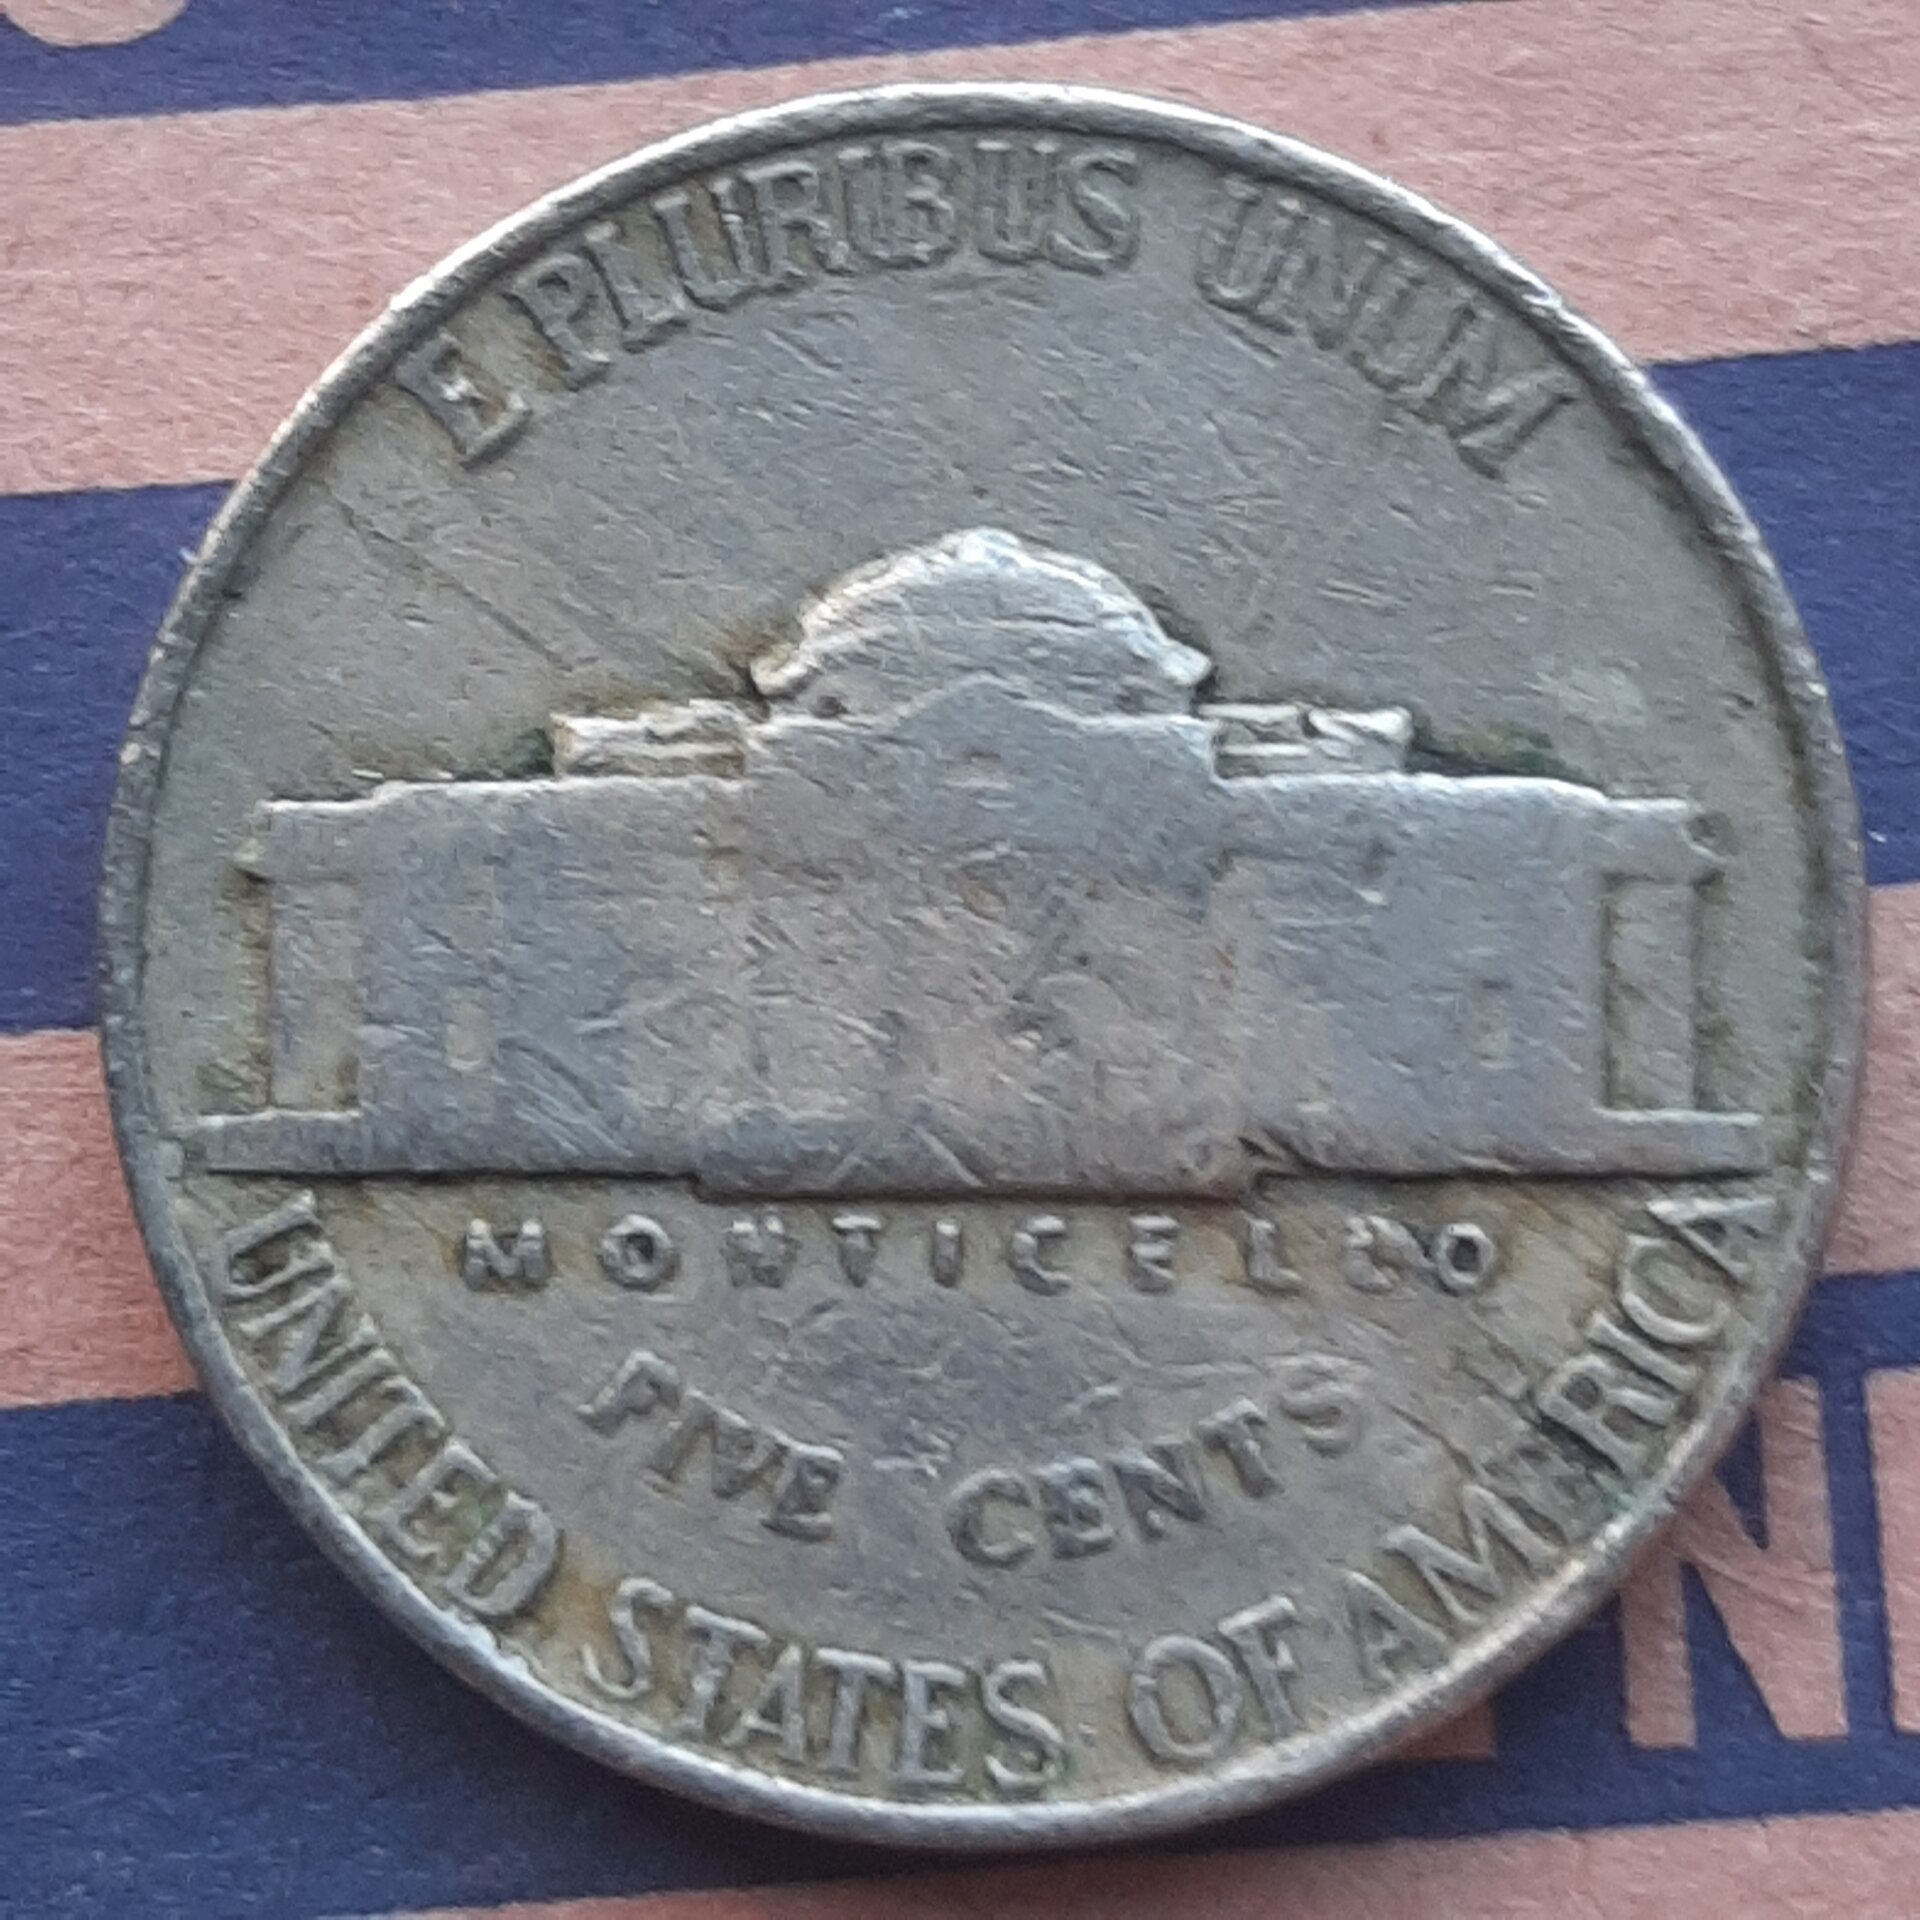 E PLURIBUS UNUM
MONTICELLO
FIVE CENTS
UNITED STATES OF AMERICA